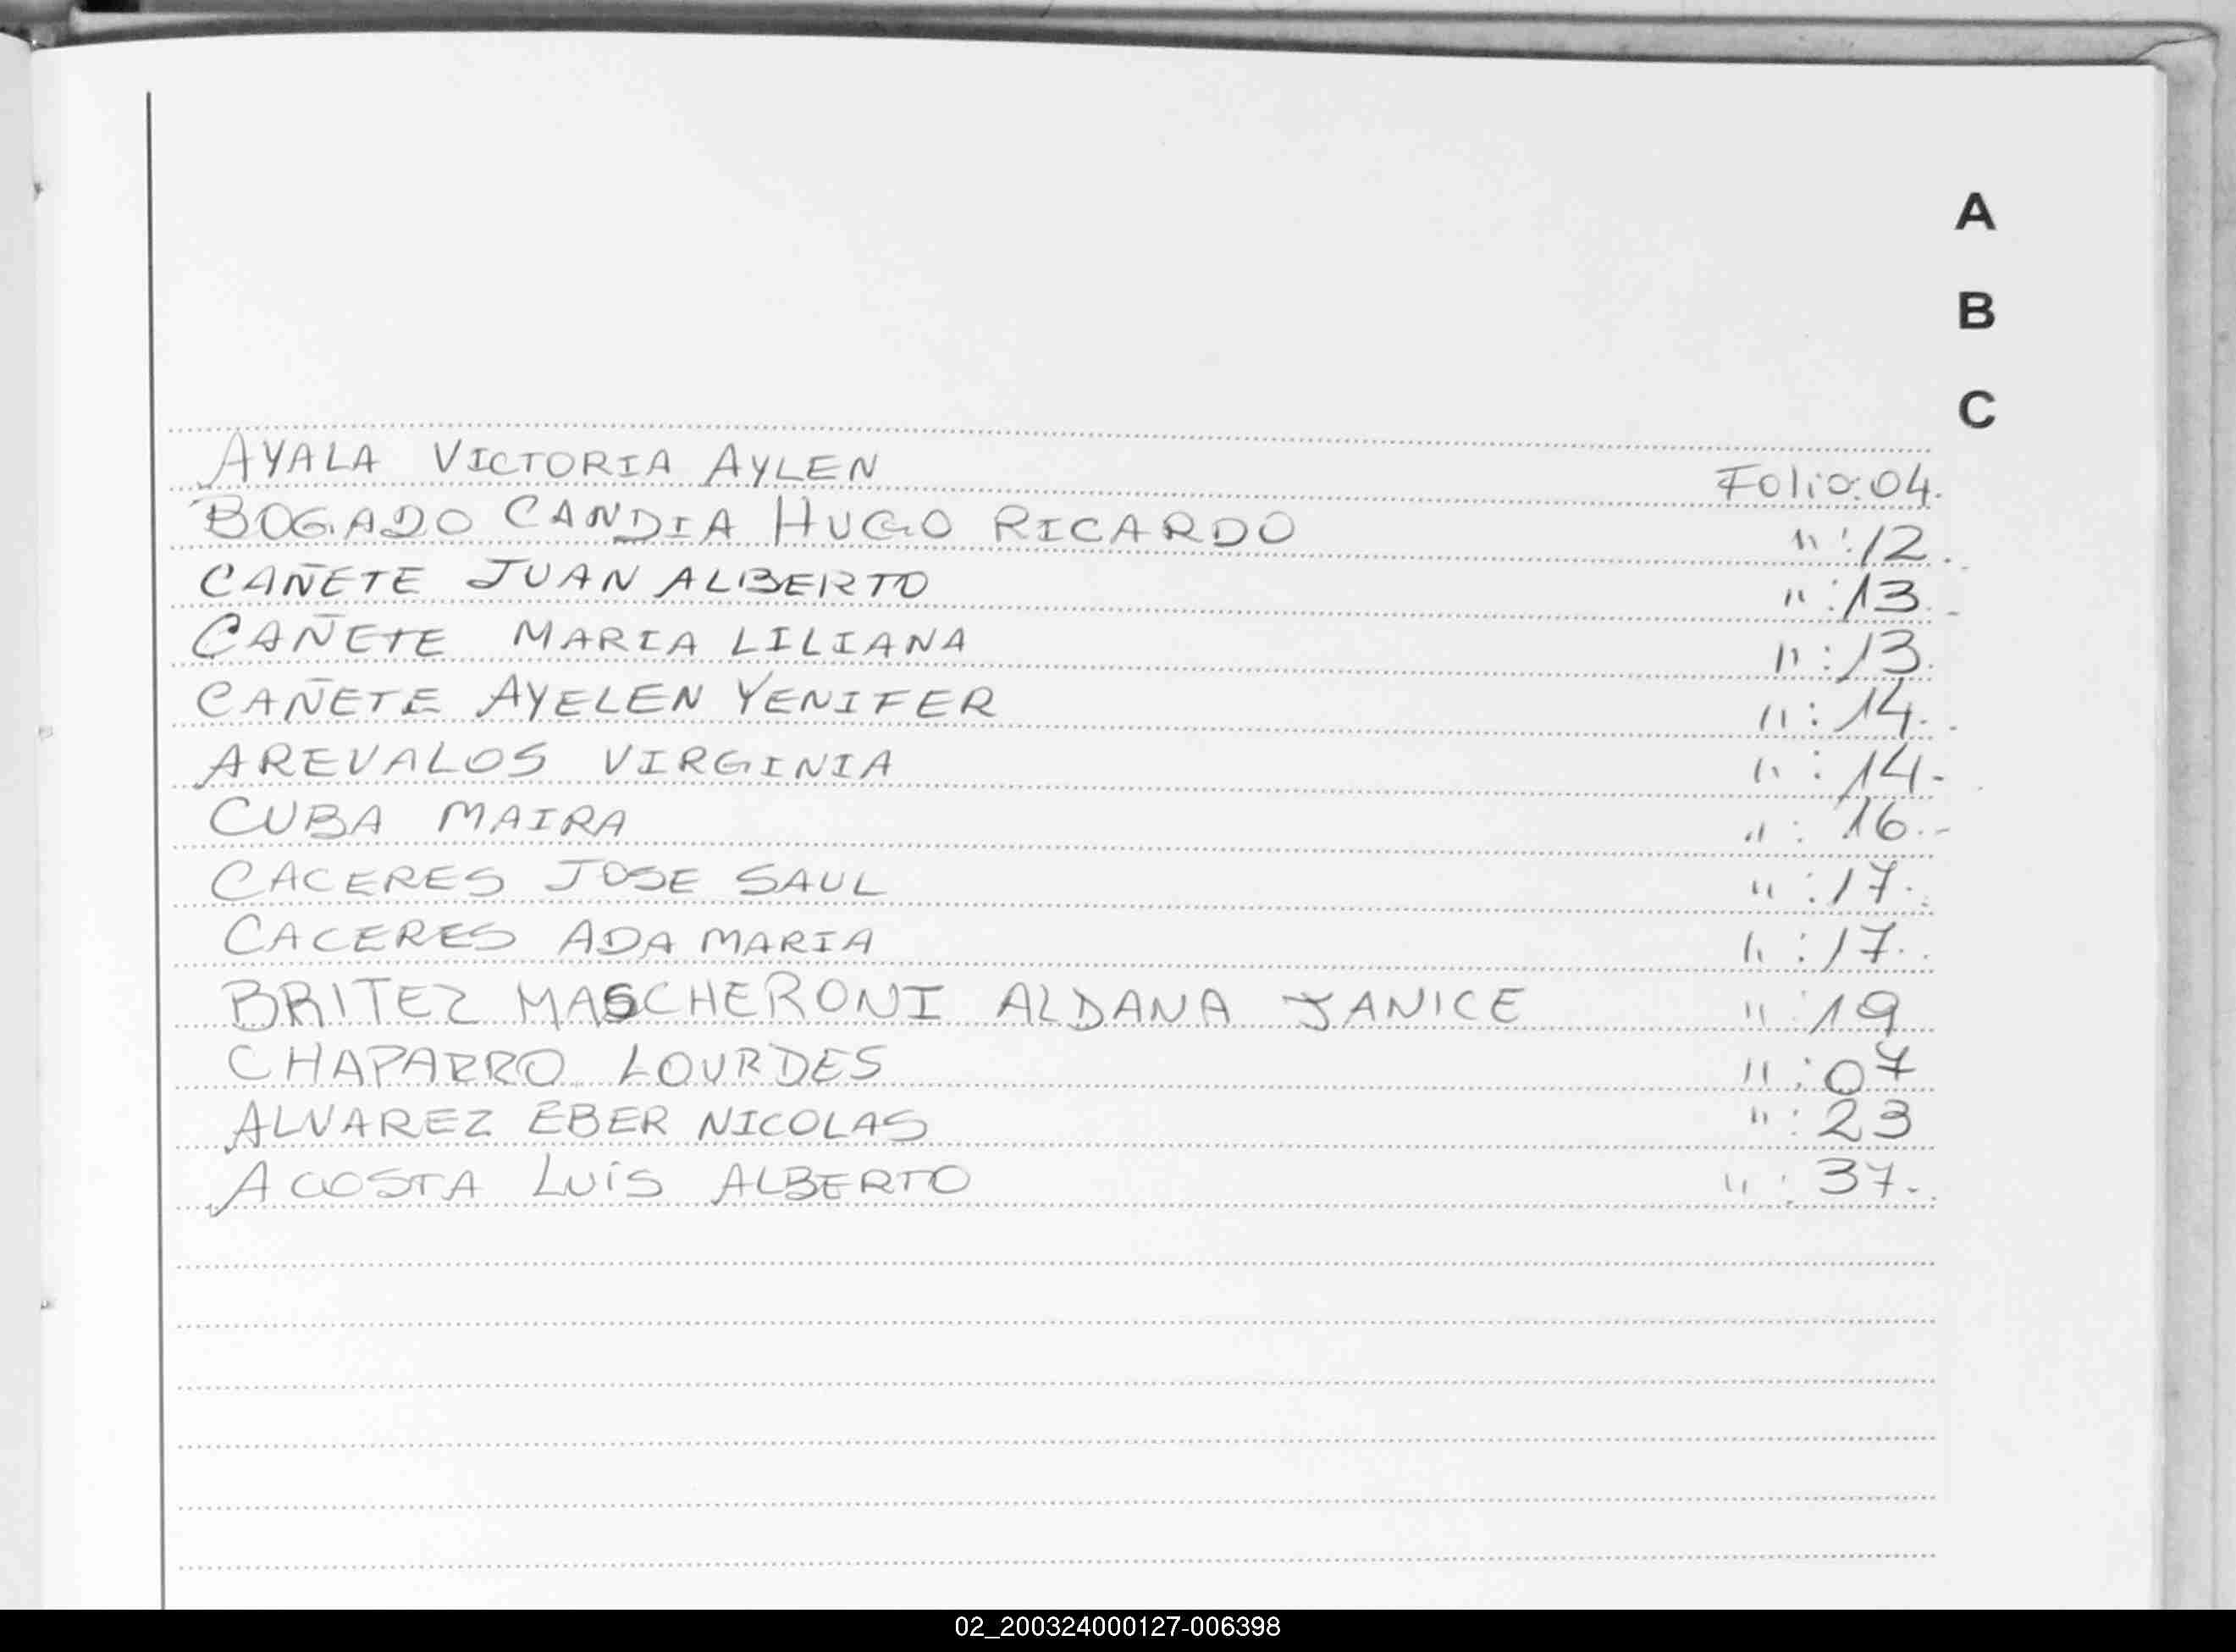 A
B
C
AYALA VICTORIA AYLEN Folio:04.
BOGADO CANDIA HUGO RICARDO " :12.
CAÑETE JUAN ALBERTO " :13.
CAÑETE MARIA LILIANA " :13.
CAÑETE AYELEN YENIFER " : 14.
AREVALOS VIRGINIA " : 14.
CUBA MAIRA " : 16.
CACERES JOSE SAUL " :17.
CACERES ADA MARIA " :17.
BRITEZ MASCHERONI ALDANA JANICE " :19
CHAPARRO LOURDES " :07
ALVAREZ EBER NICOLAS " : 23
ACOSTA LUÍS ALBERTO " : 37.
02_200324000127-006398